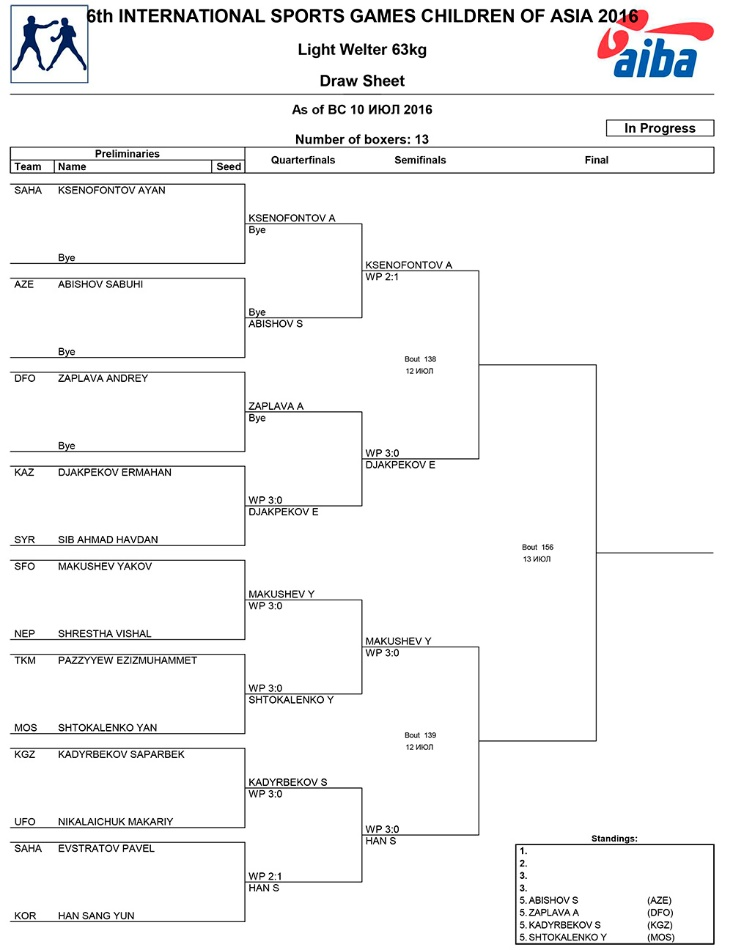 6th INTERNATIONAL SPORTS GAMES CHILDREN OF ASIA 2016
aiba
Light Welter 63kg
Draw Sheet
As of ВС 10 ИЮЛ 2016
In Progress
Number of boxers: 13
Preliminaries Quarterfinals Semifinals Final
Team Name Seed
SAHA KSENOFONTOV AYAN
KSENOFONTOV A
Bye
Bye
KSENOFONTOV A
WP 2:1
AZE ABISHOV SABUHI
Bye
ABISHOV S
Bye
Bout 138
12 ИЮЛ
DFO ZAPLAVA ANDREY
ZAPLAVA A
Bye
Bye
WP 3:0
DJAKPEKOV E
KAZ DJAKPEKOV ERMAHAN
WP 3:0
DJAKPEKOV E
SYR SIB AHMAD HAVDAN
Bout 156
13 ИЮЛ
SFO MAKUSHEV YAKOV
MAKUSHEV Y
WP 3:0
NEP SHRESTHA VISHAL
MAKUSHEV Y
WP 3:0
TKM PAZZYYEW EZIZMUHAMMET
WP 3:0
SHTOKALENKO Y
MOS SHTOKALENKO YAN
Bout 139
12 ИЮЛ
KGZ KADYRBEKOV SAPARBEK
KADYRBEKOV S
WP 3:0
UFO NIKALAICHUK MAKARIY
WP 3:0
HAN S
SAHA EVSTRATOV PAVEL
WP 2:1
HAN S
KOR HAN SANG YUN
Standings:
1.
2.
3.
3.
5. ABISHOV S (AZE)
5. ZAPLAVA A (DFO)
5. KADYRBEKOV S (KGZ)
5. SHTOKALENKO Y (MOS)